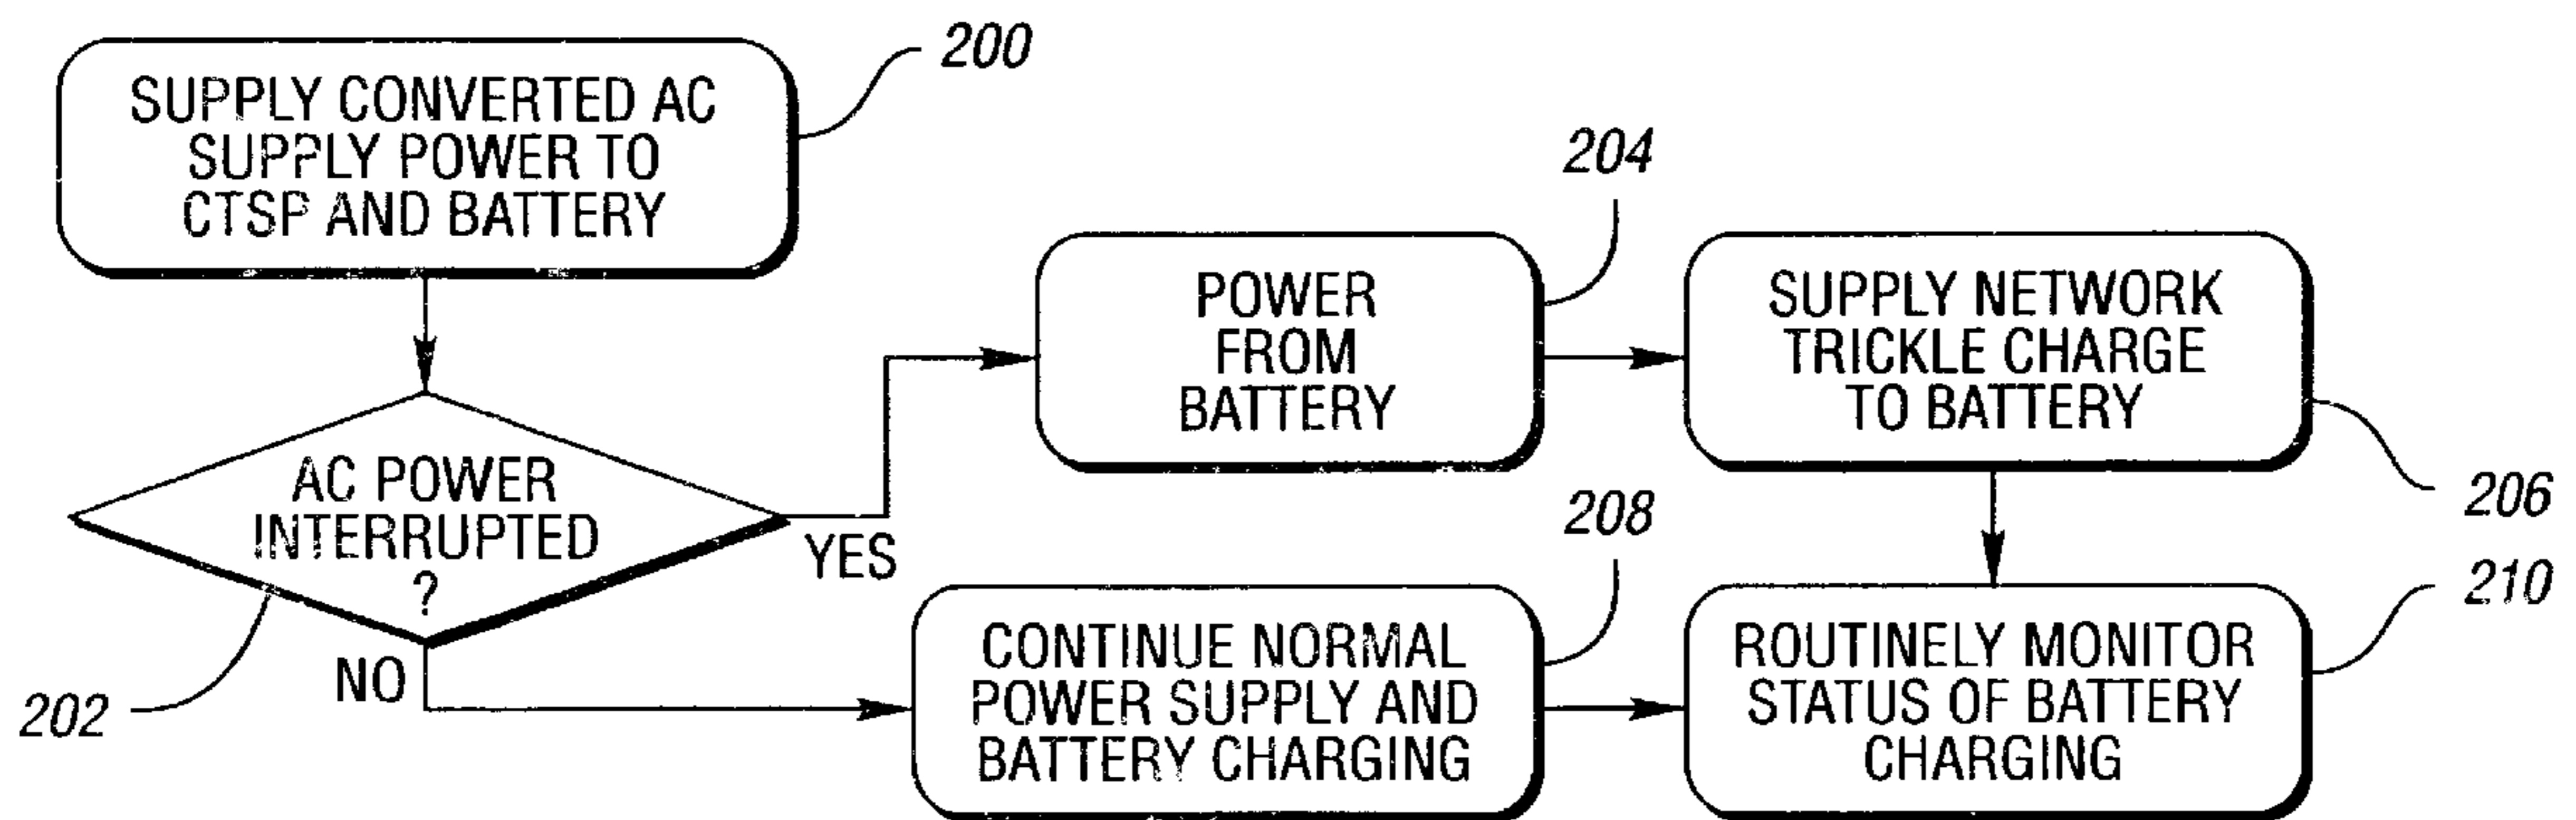 SUPPLY CONVERTED AC
SUPPLY POWER TO
CTSP AND BATTERY
200
AC POWER
INTERRUPTED
?
202
YES
NO
POWER
FROM
BATTERY
204
SUPPLY NETWORK
TRICKLE CHARGE
TO BATTERY
206
CONTINUE NORMAL
POWER SUPPLY AND
BATTERY CHARGING
208
ROUTINELY MONITOR
STATUS OF BATTERY
CHARGING
210